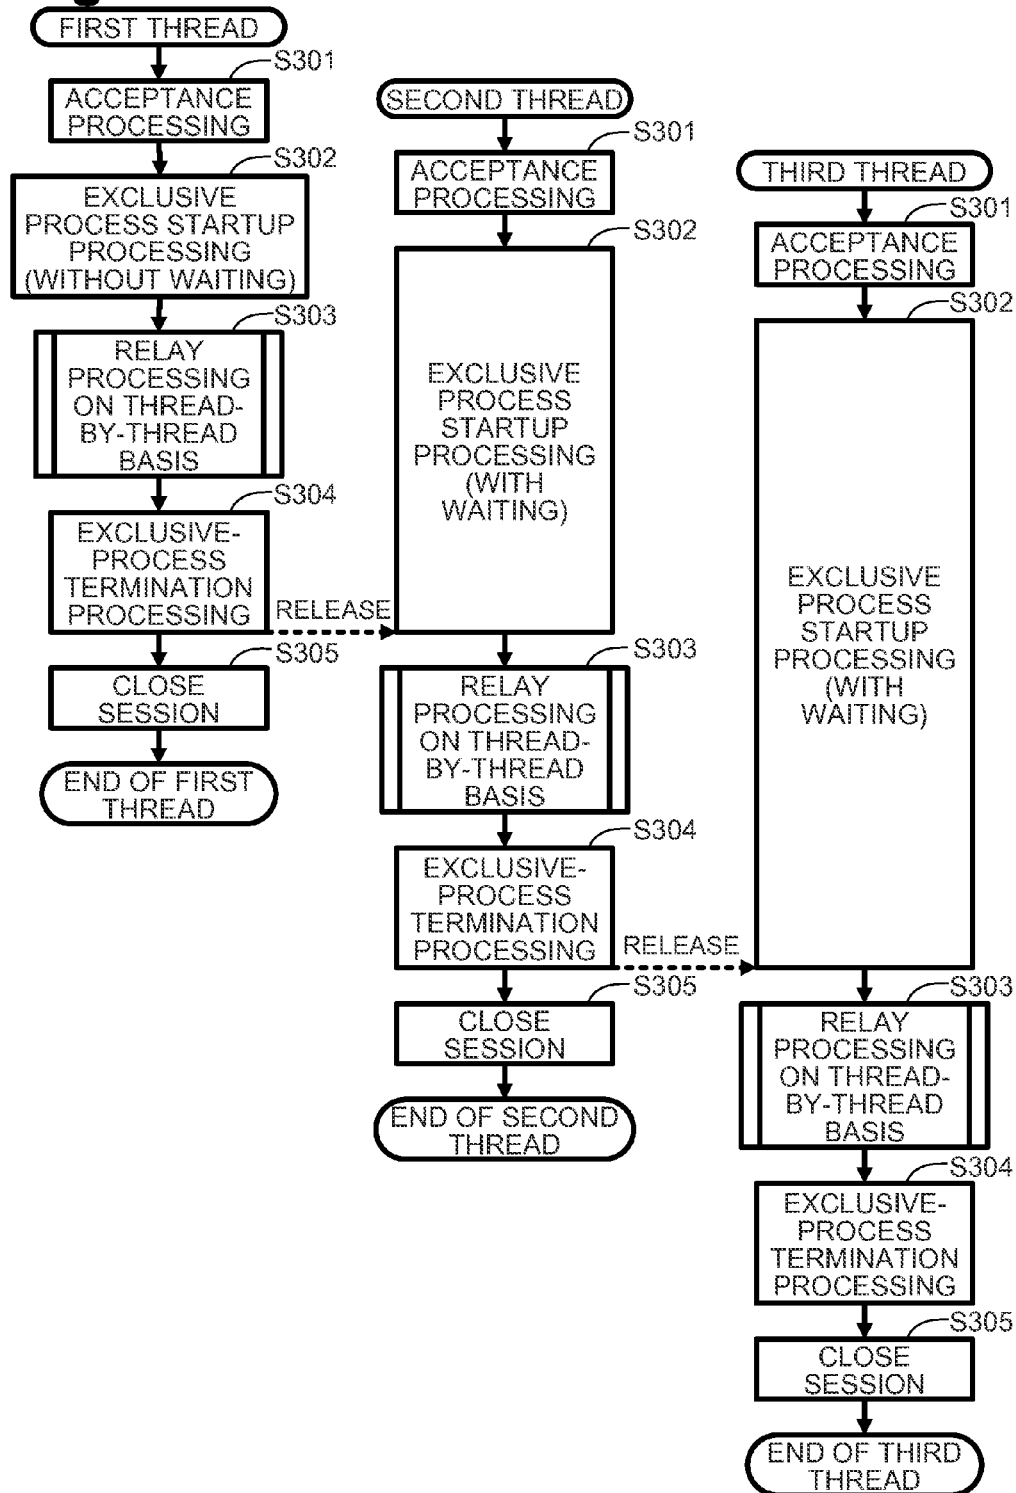 FIRST THREAD
S301
ACCEPTANCE
PROCESSING
S302
EXCLUSIVE
PROCESS STARTUP
PROCESSING
(WITHOUT WAITING)
S303
RELAY
PROCESSING
ON THREAD-
BY-THREAD
BASIS
S304
EXCLUSIVE-
PROCESS
TERMINATION
PROCESSING
RELEASE
S305
CLOSE
SESSION
END OF FIRST
THREAD
SECOND THREAD
S301
ACCEPTANCE
PROCESSING
S302
EXCLUSIVE
PROCESS
STARTUP
PROCESSING
(WITH
WAITING)
S303
RELAY
PROCESSING
ON THREAD-
BY-THREAD
BASIS
S304
EXCLUSIVE-
PROCESS
TERMINATION
PROCESSING
RELEASE
S305
CLOSE
SESSION
END OF SECOND
THREAD
THIRD THREAD
S301
ACCEPTANCE
PROCESSING
S302
EXCLUSIVE
PROCESS
STARTUP
PROCESSING
(WITH
WAITING)
S303
RELAY
PROCESSING
ON THREAD-
BY-THREAD
BASIS
S304
EXCLUSIVE-
PROCESS
TERMINATION
PROCESSING
S305
CLOSE
SESSION
END OF THIRD
THREAD